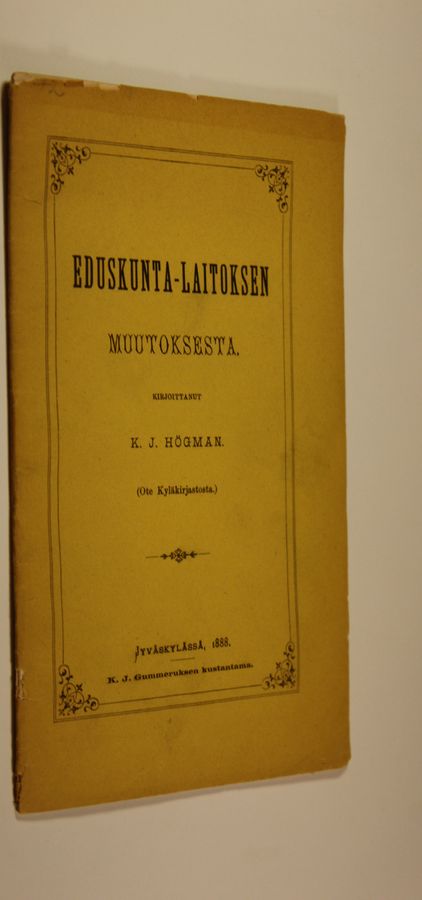 EDUSKUNTA-LAITOKSEN
MUUTOKSESTA.
KIRJOITTANUT
K. J. HÖGMAN.
(Ote Kyläkirjastosta.)
JYVÄSKYLÄSSÄ, 1888.
K. J. Gummeruksen kustantama.